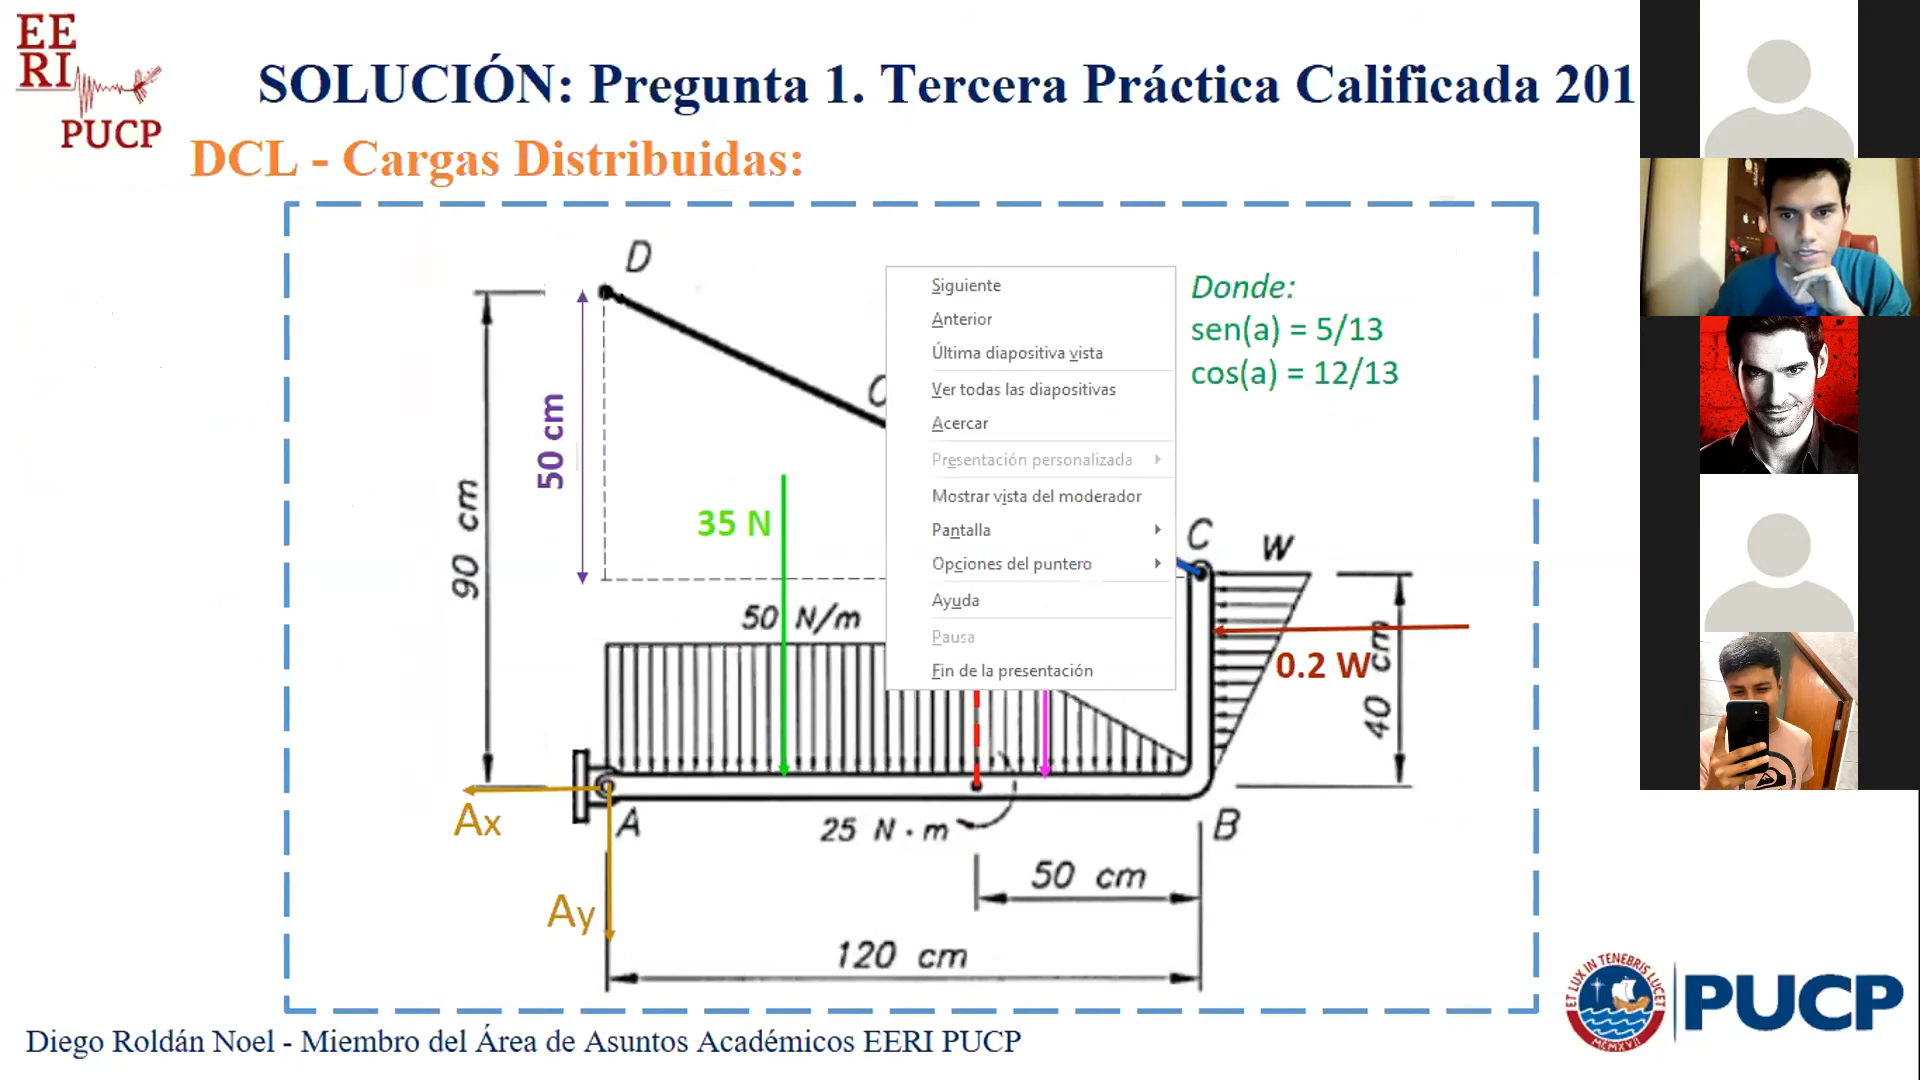 EE
RI
PUCP
SOLUCIÓN: Pregunta 1. Tercera Práctica Calificada 201
DCL - Cargas Distribuidas:
D
Siguiente
Anterior
Última diapositiva vista
Ver todas las diapositivas
Acercar
Presentación personalizada
Mostrar vista del moderador
Pantalla
Opciones del puntero
Ayuda
Pausa
Fin de la presentación
Donde:
sen(a) = 5/13
cos(a) = 12/13
50 cm
90 cm
35 N
C
W
50 N/m
0.2 W
40 cm
Ax
A
25 N·m
B
50 cm
Ay
120 cm
ET LUX IN TENEBRIS LUCET
MCMXVII
PUCP
Diego Roldán Noel - Miembro del Área de Asuntos Académicos EERI PUCP